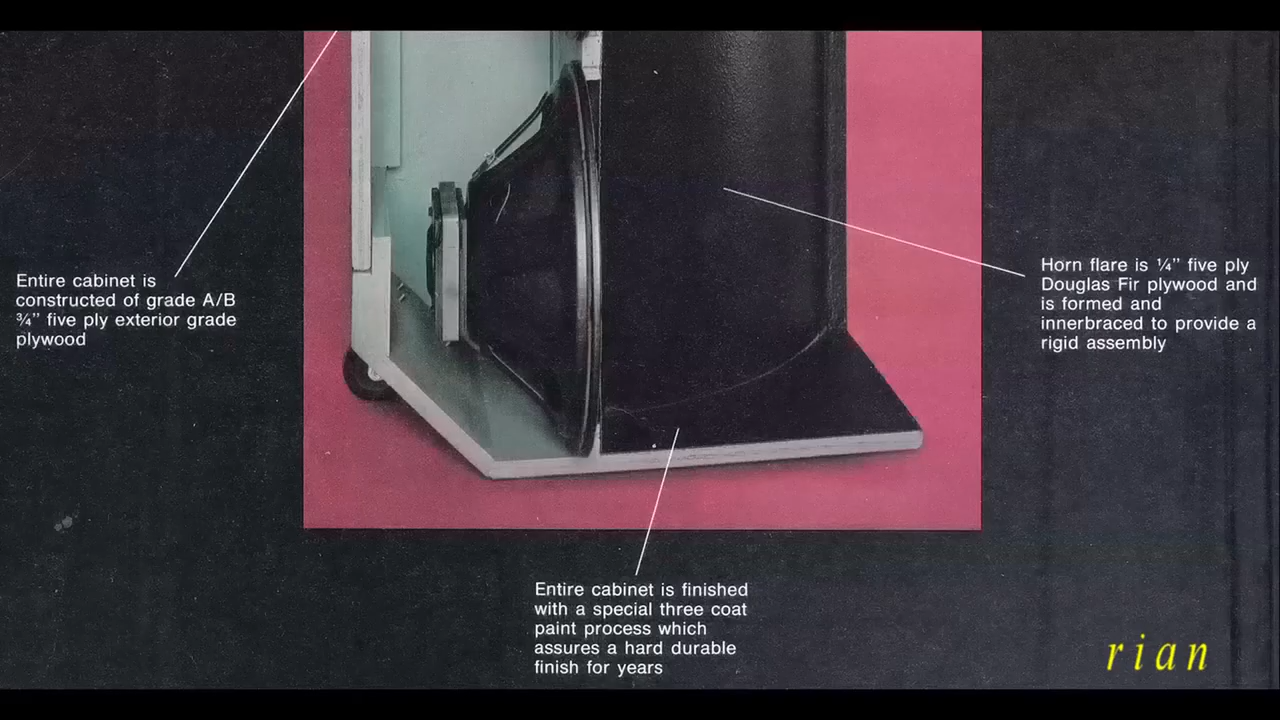 Entire cabinet is
constructed of grade A/B
¾" five ply exterior grade
plywood
Horn flare is ¼" five ply
Douglas Fir plywood and
is formed and
innerbraced to provide a
rigid assembly
Entire cabinet is finished
with a special three coat
paint process which
assures a hard durable
finish for years
rian